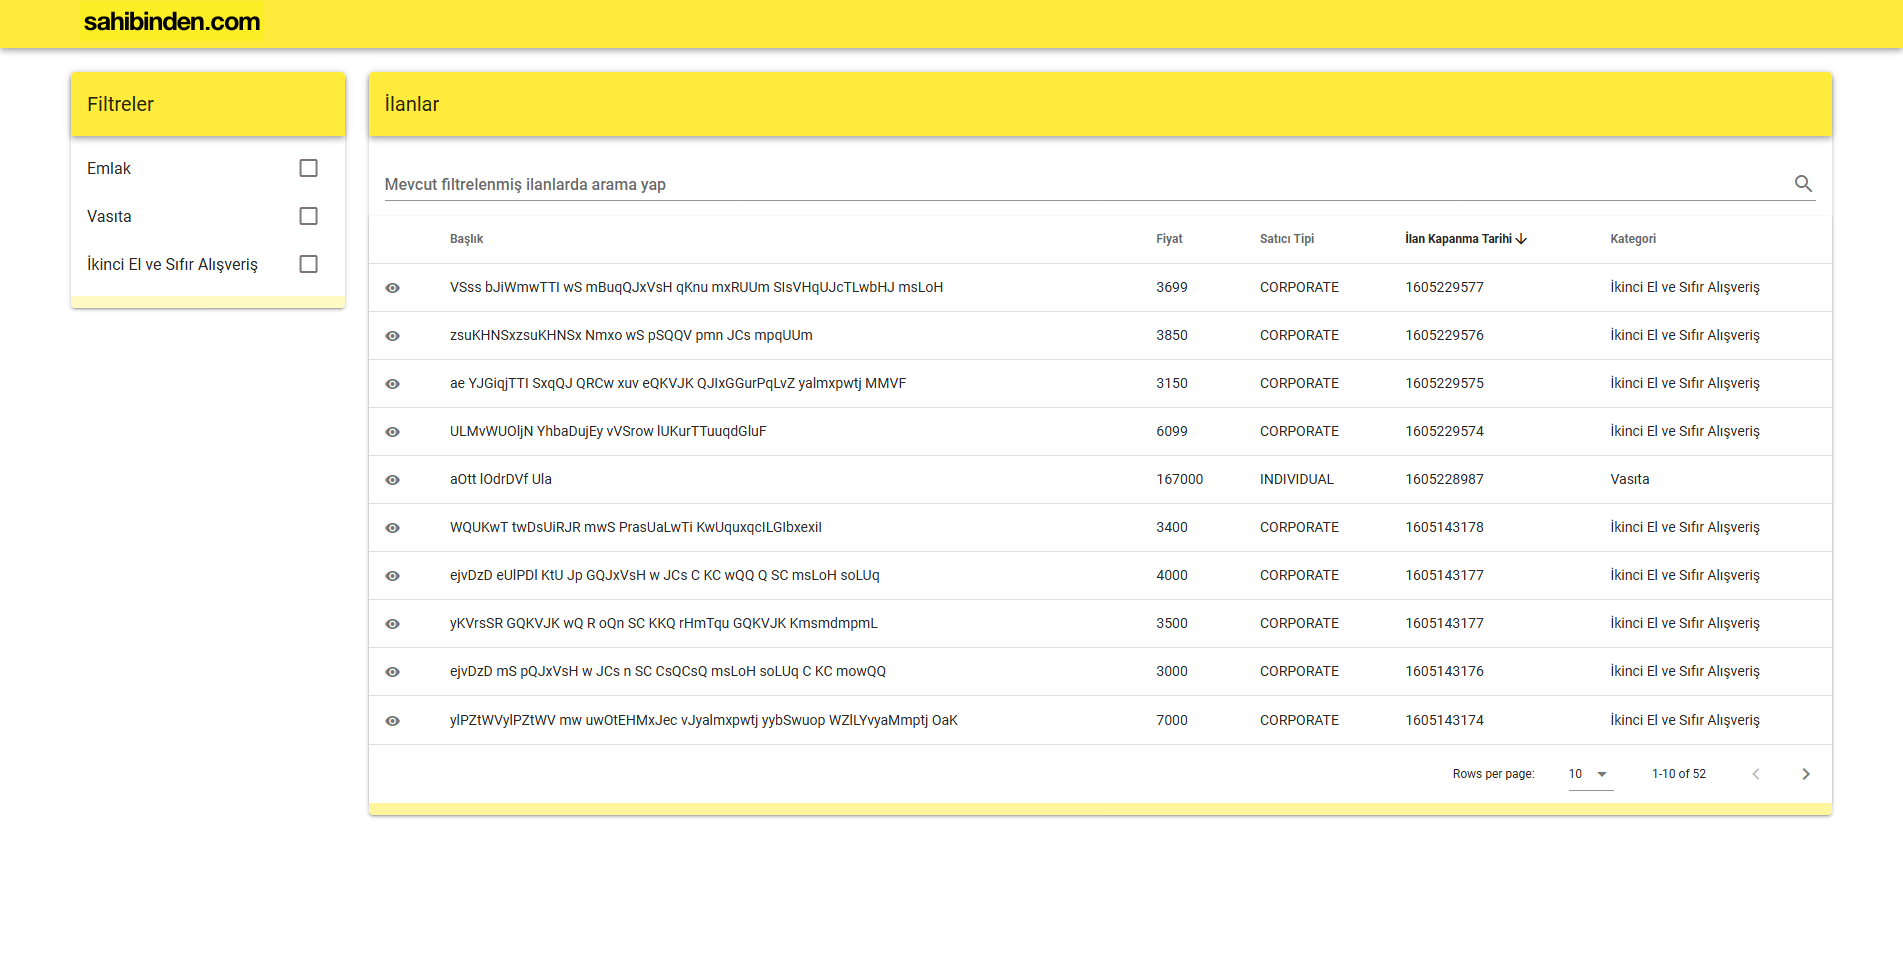 sahibinden.com
Filtreler
Emlak
Vasıta
İkinci El ve Sıfır Alışveriş
İlanlar
Mevcut filtrelenmiş ilanlarda arama yap
Başlık Fiyat Satıcı Tipi İlan Kapanma Tarihi Kategori
VSss bJiWmwTTI wS mBuqQJxVsH qKnu mxRUUm SIsVHqUJcTLwbHJ msLoH 3699 CORPORATE 1605229577 İkinci El ve Sıfır Alışveriş
zsuKHNSxzsuKHNSx Nmxo wS pSQQV pmn JCs mpqUUm 3850 CORPORATE 1605229576 İkinci El ve Sıfır Alışveriş
ae YJGiqjTTI SxqQJ QRCw xuv eQKVJK QJIxGGurPqLvZ yalmxpwtj MMVF 3150 CORPORATE 1605229575 İkinci El ve Sıfır Alışveriş
ULMvWUOljN YhbaDujEy vVSrow lUKurTTuuqdGluF 6099 CORPORATE 1605229574 İkinci El ve Sıfır Alışveriş
aOtt lOdrDVf Ula 167000 INDIVIDUAL 1605228987 Vasıta
WQUKwT twDsUiRJR mwS PrasUaLwTi KwUquxqcILGIbxexiI 3400 CORPORATE 1605143178 İkinci El ve Sıfır Alışveriş
ejvDzD eUlPDl KtU Jp GQJxVsH w JCs C KC wQQ Q SC msLoH soLUq 4000 CORPORATE 1605143177 İkinci El ve Sıfır Alışveriş
yKVrsSR GQKVJK wQ R oQn SC KKQ rHmTqu GQKVJK KmsmdmpmL 3500 CORPORATE 1605143177 İkinci El ve Sıfır Alışveriş
ejvDzD mS pQJxVsH w JCs n SC CsQCsQ msLoH soLUq C KC mowQQ 3000 CORPORATE 1605143176 İkinci El ve Sıfır Alışveriş
ylPZtWVylPZtWV mw uwOtEHMxJec vJyalmxpwtj yybSwuop WZlLYvyaMmptj OaK 7000 CORPORATE 1605143174 İkinci El ve Sıfır Alışveriş
Rows per page: 10 1-10 of 52